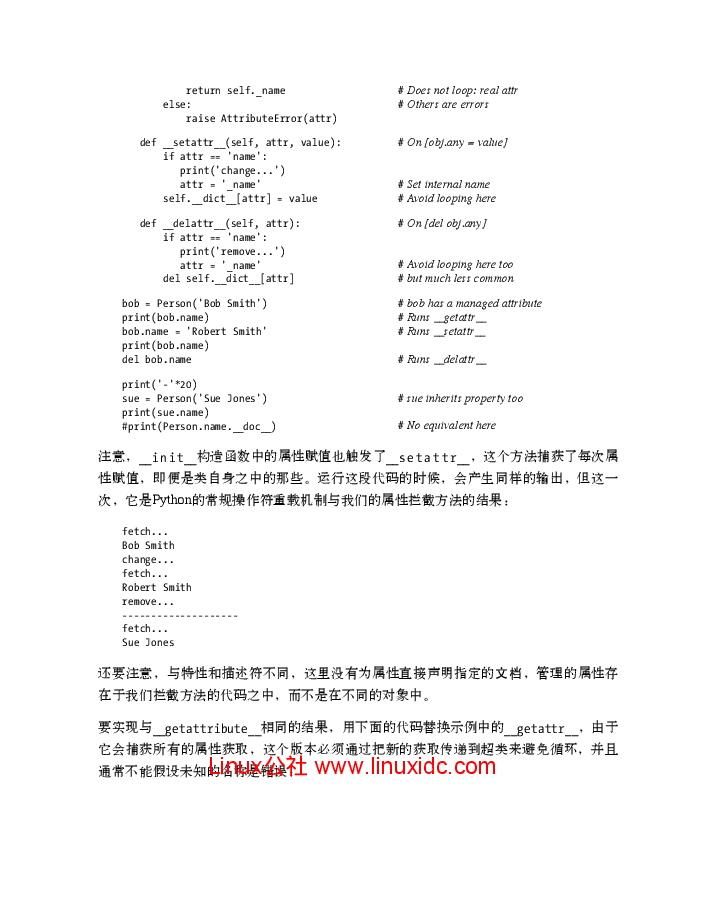 return self._name # Does not loop: real attr
else: # Others are errors
raise AttributeError(attr)
def __setattr__(self, attr, value): # On [obj.any = value]
if attr == 'name':
print('change...')
attr = '_name' # Set internal name
self.__dict__[attr] = value # Avoid looping here
def __delattr__(self, attr): # On [del obj.any]
if attr == 'name':
print('remove...')
attr = '_name' # Avoid looping here too
del self.__dict__[attr] # but much less common
bob = Person('Bob Smith') # bob has a managed attribute
print(bob.name) # Runs __getattr__
bob.name = 'Robert Smith' # Runs __setattr__
print(bob.name)
del bob.name # Runs __delattr__
print('-'*20)
sue = Person('Sue Jones') # sue inherits property too
print(sue.name)
#print(Person.name.__doc__) # No equivalent here
注意，__init__构造函数中的属性赋值也触发了__setattr__，这个方法捕获了每次属
性赋值，即便是类自身之中的那些。运行这段代码的时候，会产生同样的输出，但这一
次，它是Python的常规操作符重载机制与我们的属性拦截方法的结果：
fetch...
Bob Smith
change...
fetch...
Robert Smith
remove...
--------------------
fetch...
Sue Jones
还要注意，与特性和描述符不同，这里没有为属性直接声明指定的文档，管理的属性存
在于我们拦截方法的代码之中，而不是在不同的对象中。
要实现与__getattribute__相同的结果，用下面的代码替换示例中的__getattr__，由于
它会捕获所有的属性获取，这个版本必须通过把新的获取传递到超类来避免循环，并且
通常不能假设未知的名称是错误：
Linux公社 www.linuxidc.com